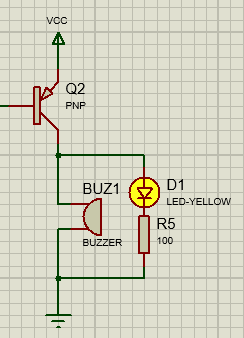 VCC
Q2
PNP
BUZ1
BUZZER
D1
LED-YELLOW
R5
100